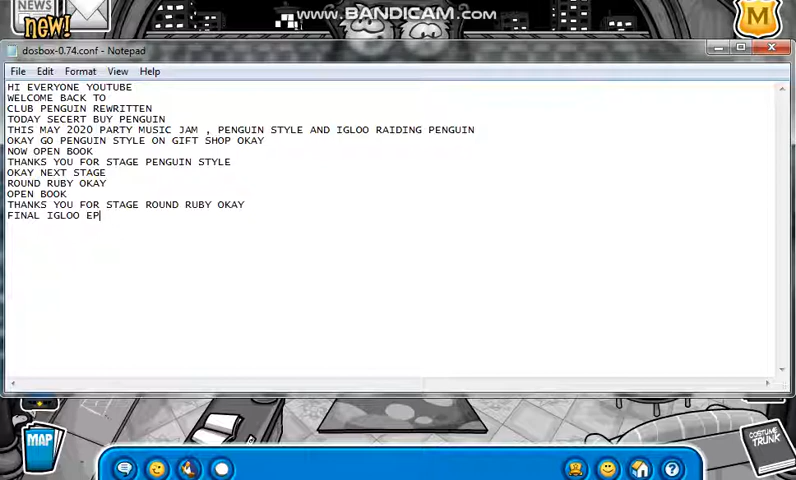 NEWS
new!
www.BANDICAM.com
M
dosbox-0.74.conf - Notepad
File Edit Format View Help
HI EVERYONE YOUTUBE
WELCOME BACK TO
CLUB PENGUIN REWRITTEN
TODAY SECERT BUY PENGUIN
THIS MAY 2020 PARTY MUSIC JAM , PENGUIN STYLE AND IGLOO RAIDING PENGUIN
OKAY GO PENGUIN STYLE ON GIFT SHOP OKAY
NOW OPEN BOOK
THANKS YOU FOR STAGE PENGUIN STYLE
OKAY NEXT STAGE
ROUND RUBY OKAY
OPEN BOOK
THANKS YOU FOR STAGE ROUND RUBY OKAY
FINAL IGLOO EP
MAP
COSTUME
TRUNK
?